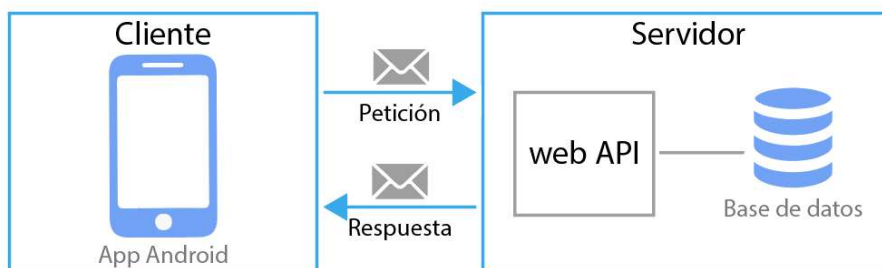 Cliente
App Android
Petición
Respuesta
Servidor
web API
Base de datos